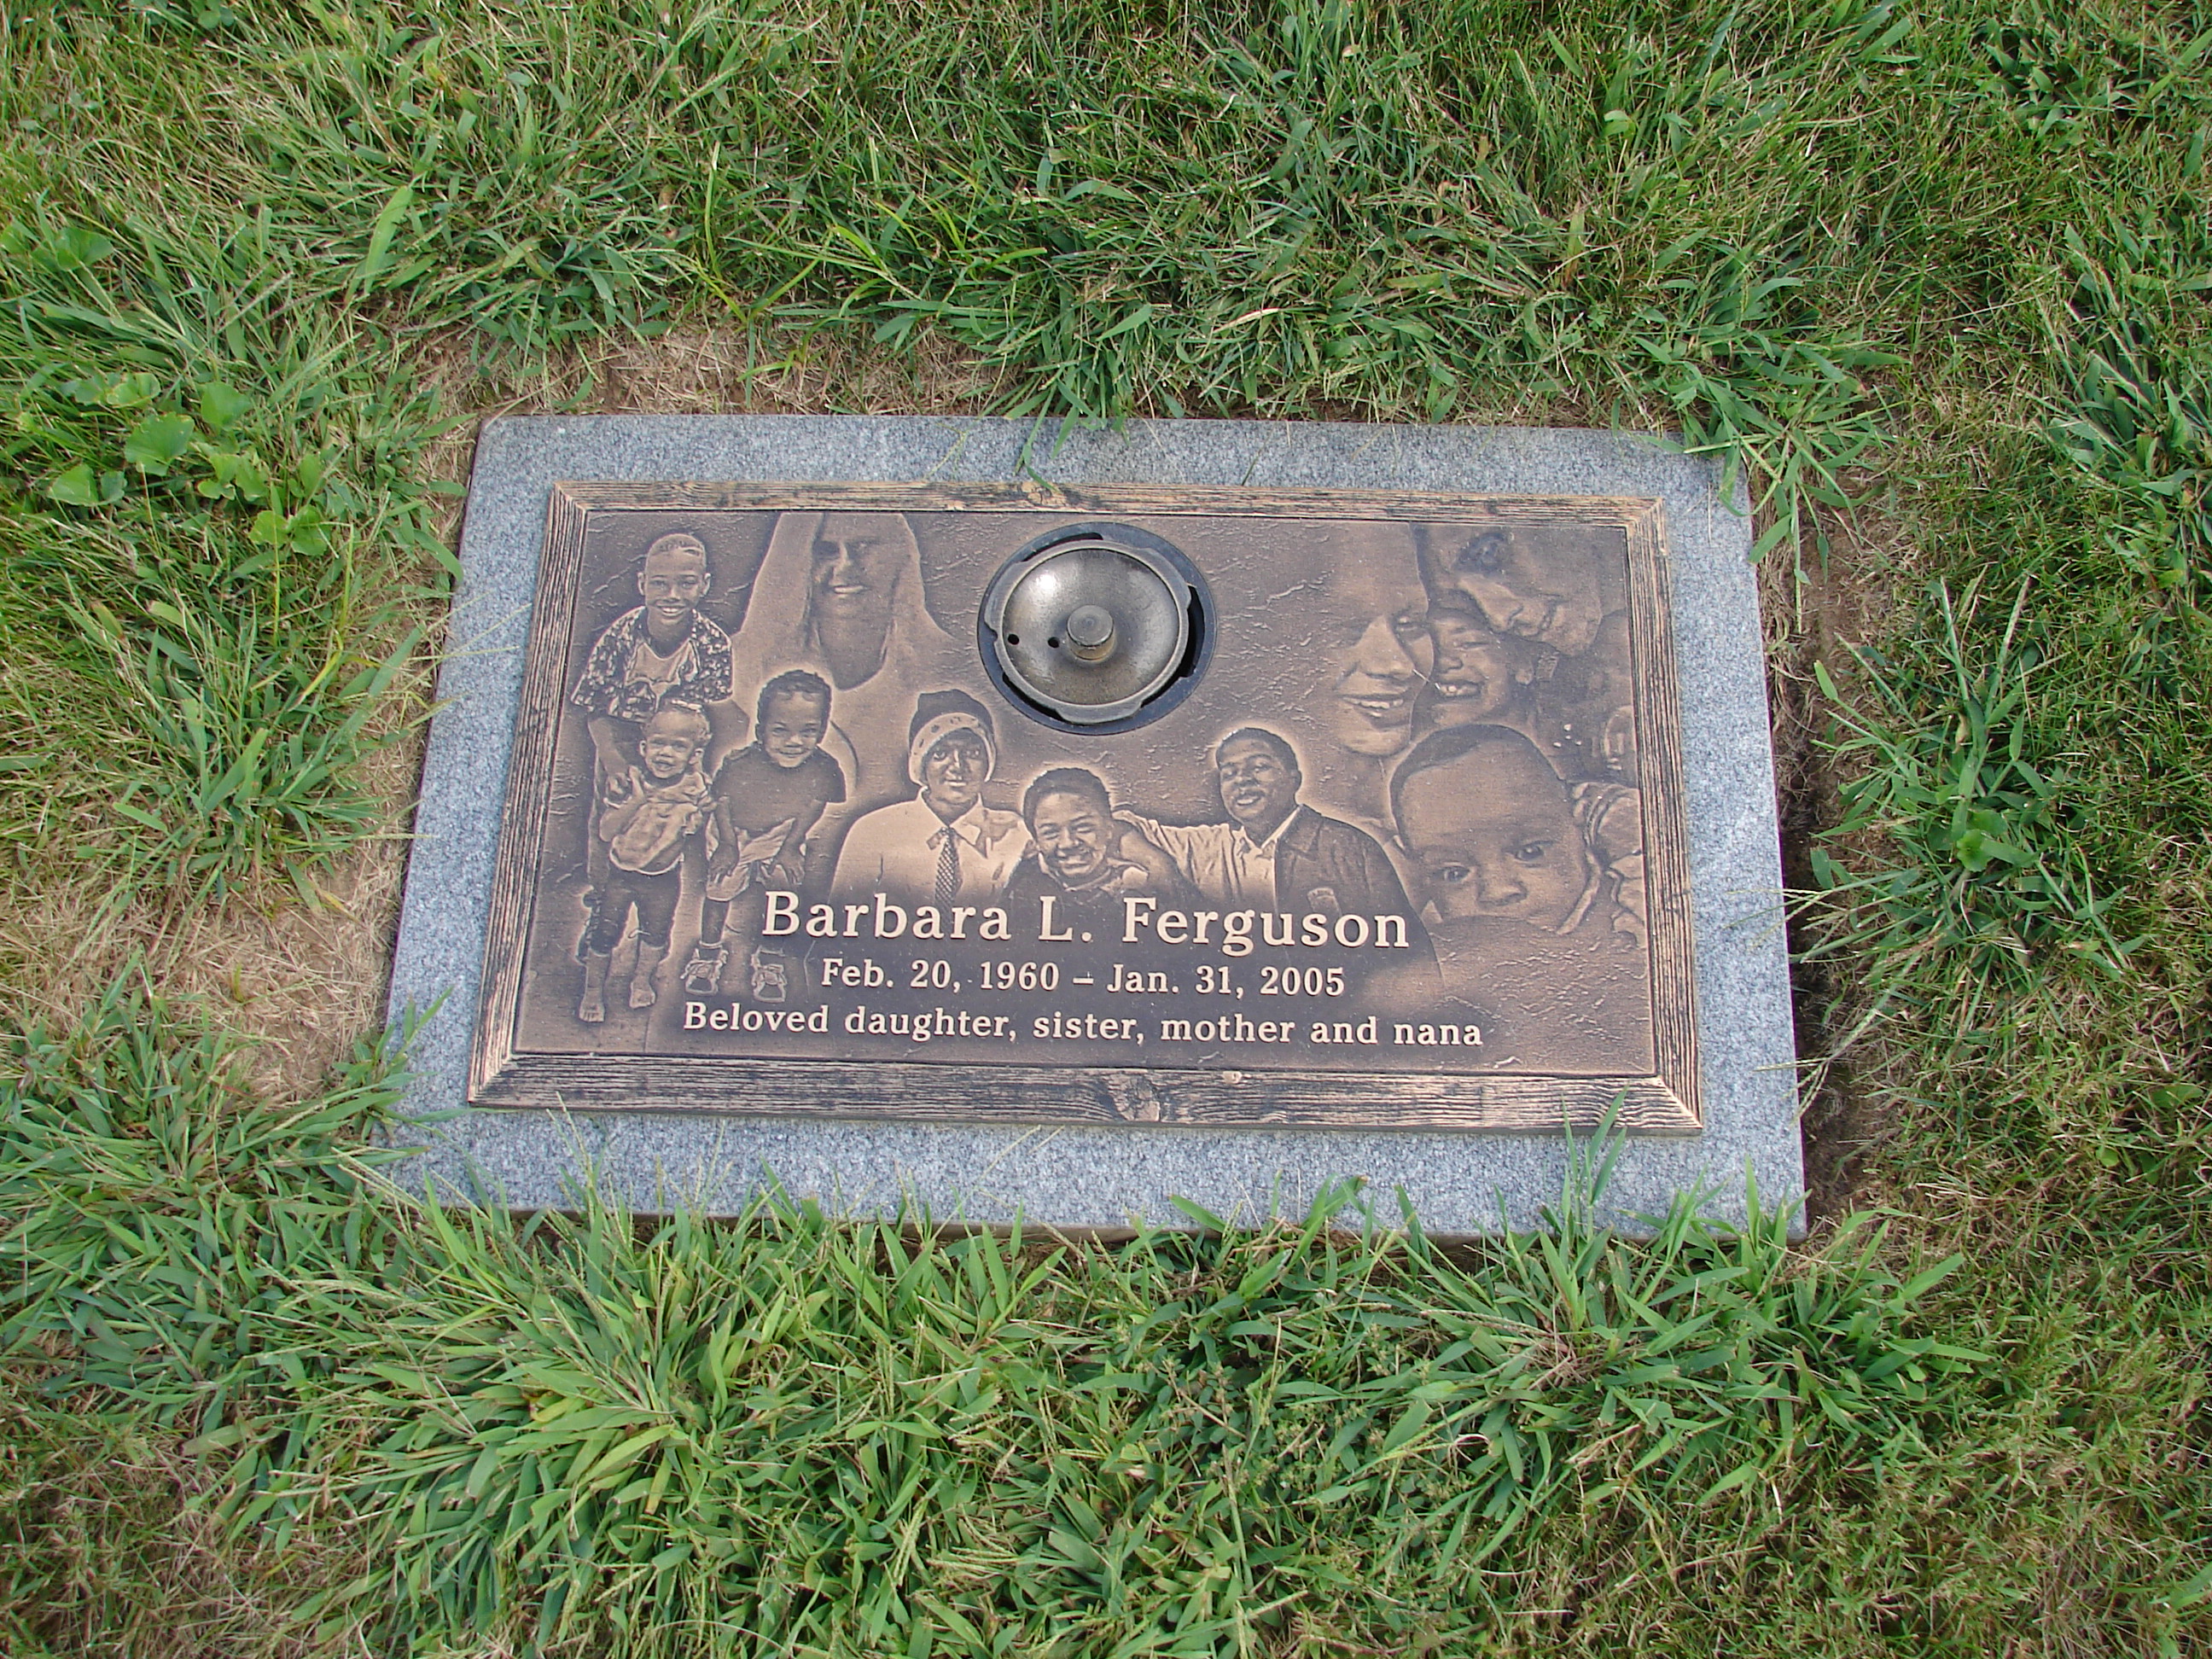 Barbara L. Ferguson
Feb. 20, 1960 – Jan. 31, 2005
Beloved daughter, sister, mother and nana